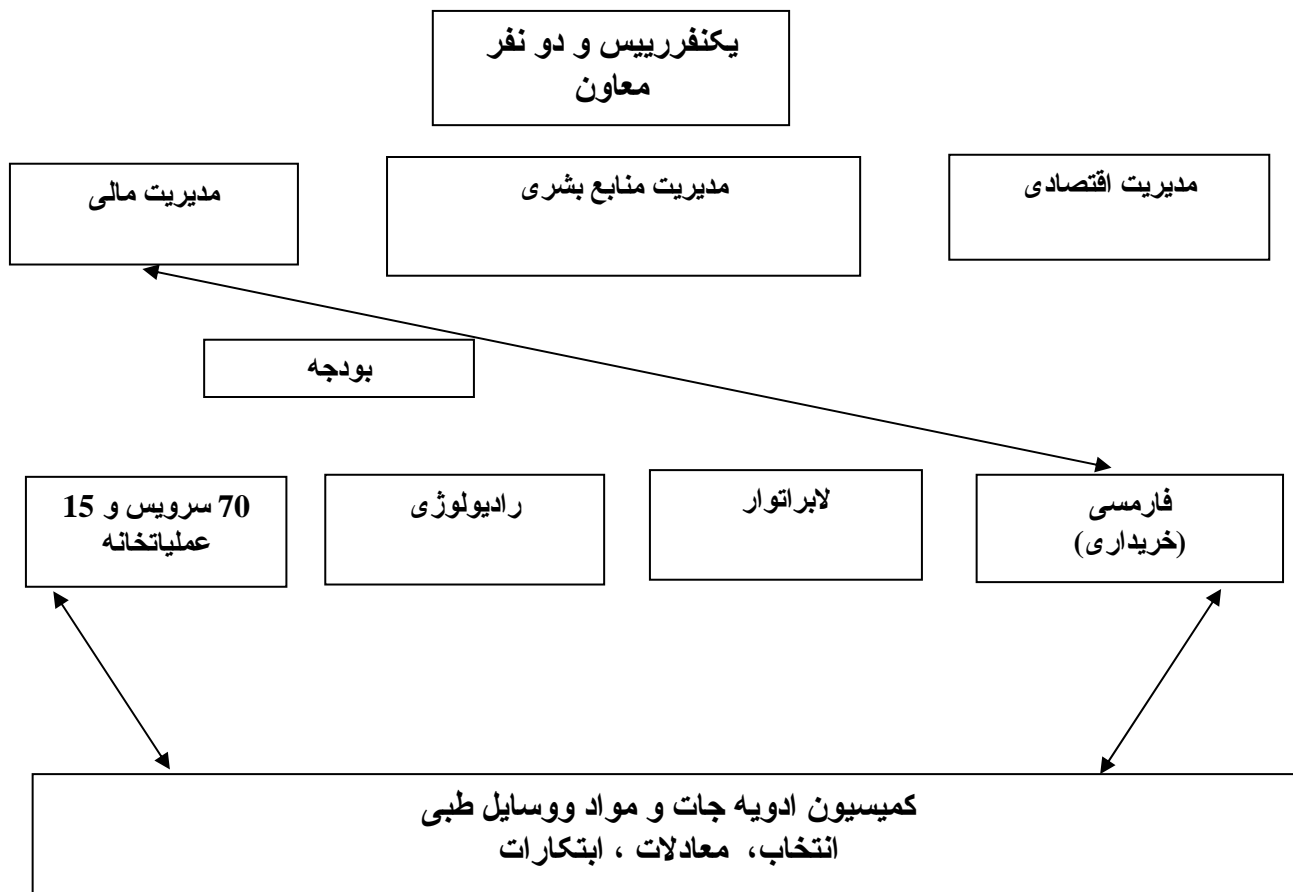 یکنفررییس و دو نفر
معاون
مدیریت اقتصادی
مدیریت منابع بشری
مدیریت مالی
بودجه
فارمسی
(خریداری)
لابراتوار
رادیولوژی
70 سرویس و 15
عملیاتخانه
کمیسیون ادویه جات و مواد ووسایل طبی
انتخاب، معادلات ، ابتکارات